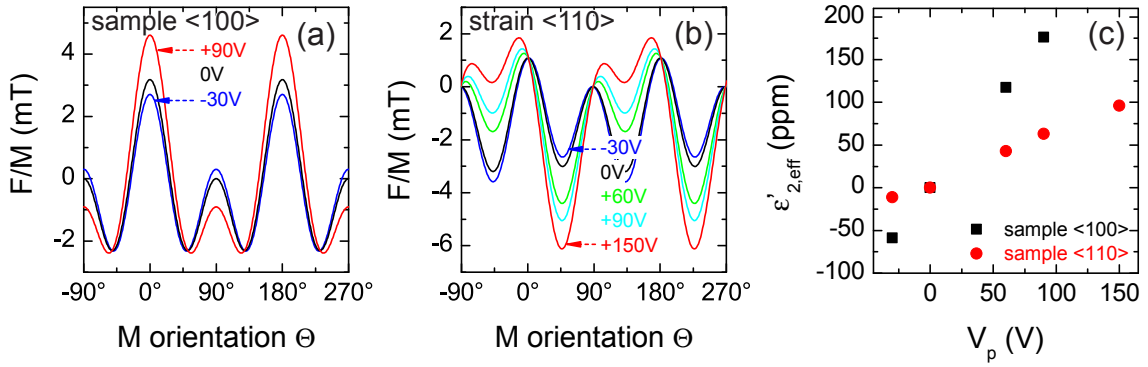 sample <100>
(a)
+90V
0V
-30V
F/M (mT)
4
2
0
-2
-90° 0° 90° 180° 270°
M orientation Θ
strain <110>
(b)
-30V
0V
+60V
+90V
+150V
F/M (mT)
2
0
-2
-4
-6
-90° 0° 90° 180° 270°
M orientation Θ
(c)
ε'2,eff (ppm)
200
150
100
50
0
-50
-100
sample <100>
sample <110>
0 50 100 150
Vp (V)